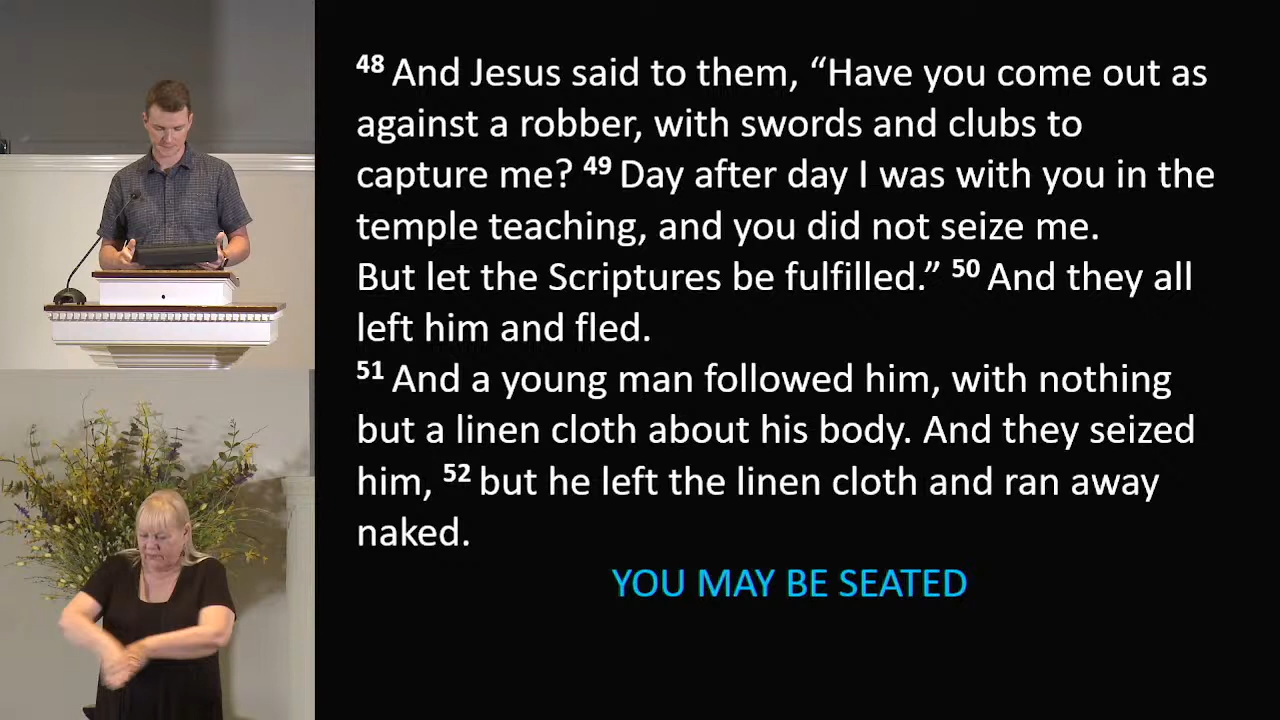 48 And Jesus said to them, “Have you come out as
against a robber, with swords and clubs to
capture me? 49 Day after day I was with you in the
temple teaching, and you did not seize me.
But let the Scriptures be fulfilled.” 50 And they all
left him and fled.
51 And a young man followed him, with nothing
but a linen cloth about his body. And they seized
him, 52 but he left the linen cloth and ran away
naked.
YOU MAY BE SEATED